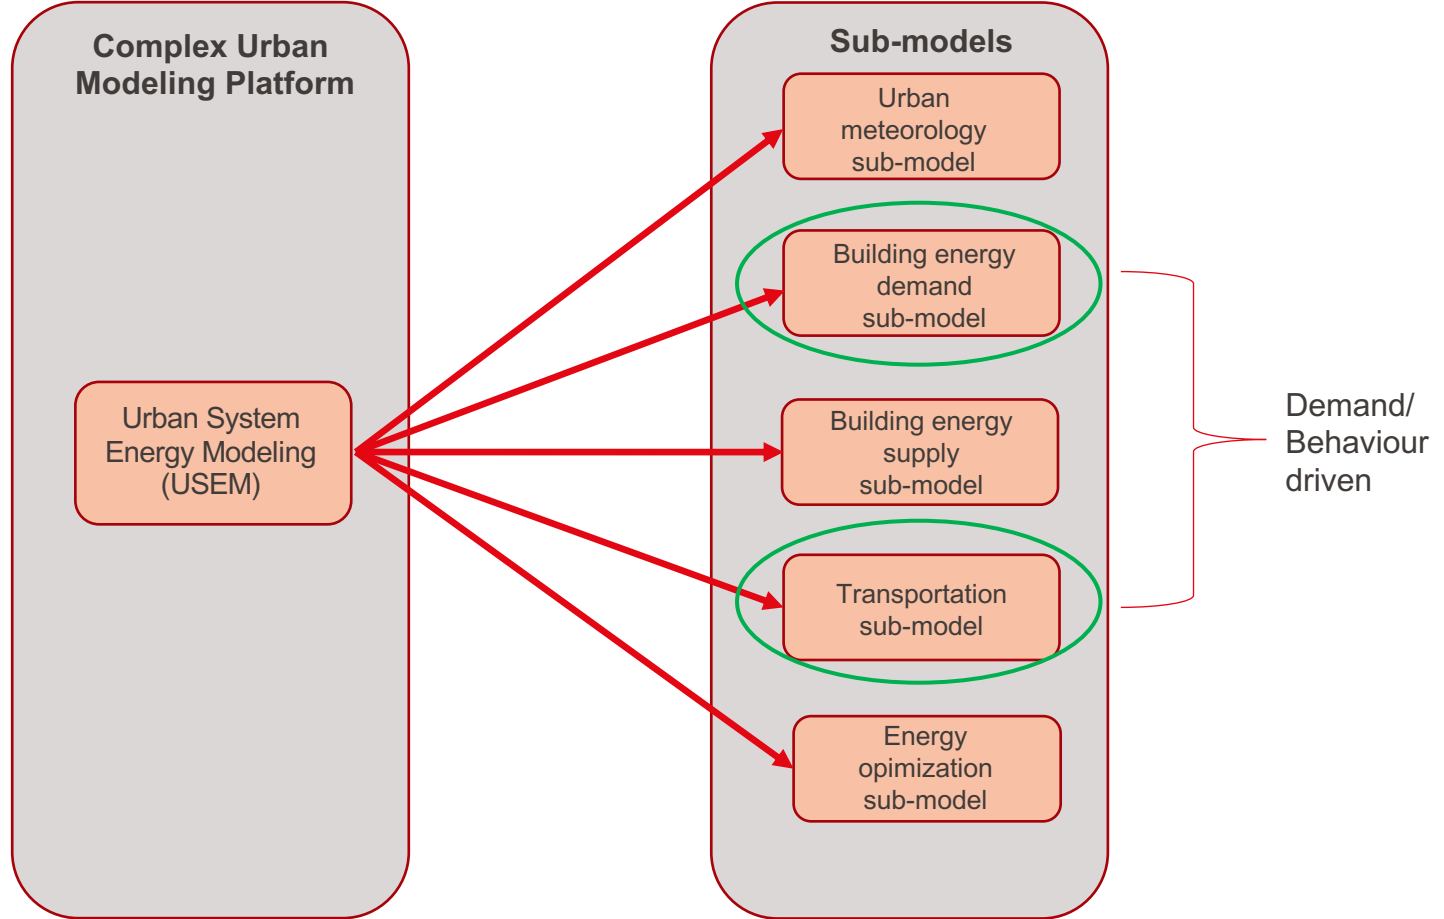 Complex Urban
Modeling Platform
Urban System
Energy Modeling
(USEM)
Sub-models
Urban
meteorology
sub-model
Building energy
demand
sub-model
Building energy
supply
sub-model
Transportation
sub-model
Energy
opimization
sub-model
Demand/
Behaviour
driven